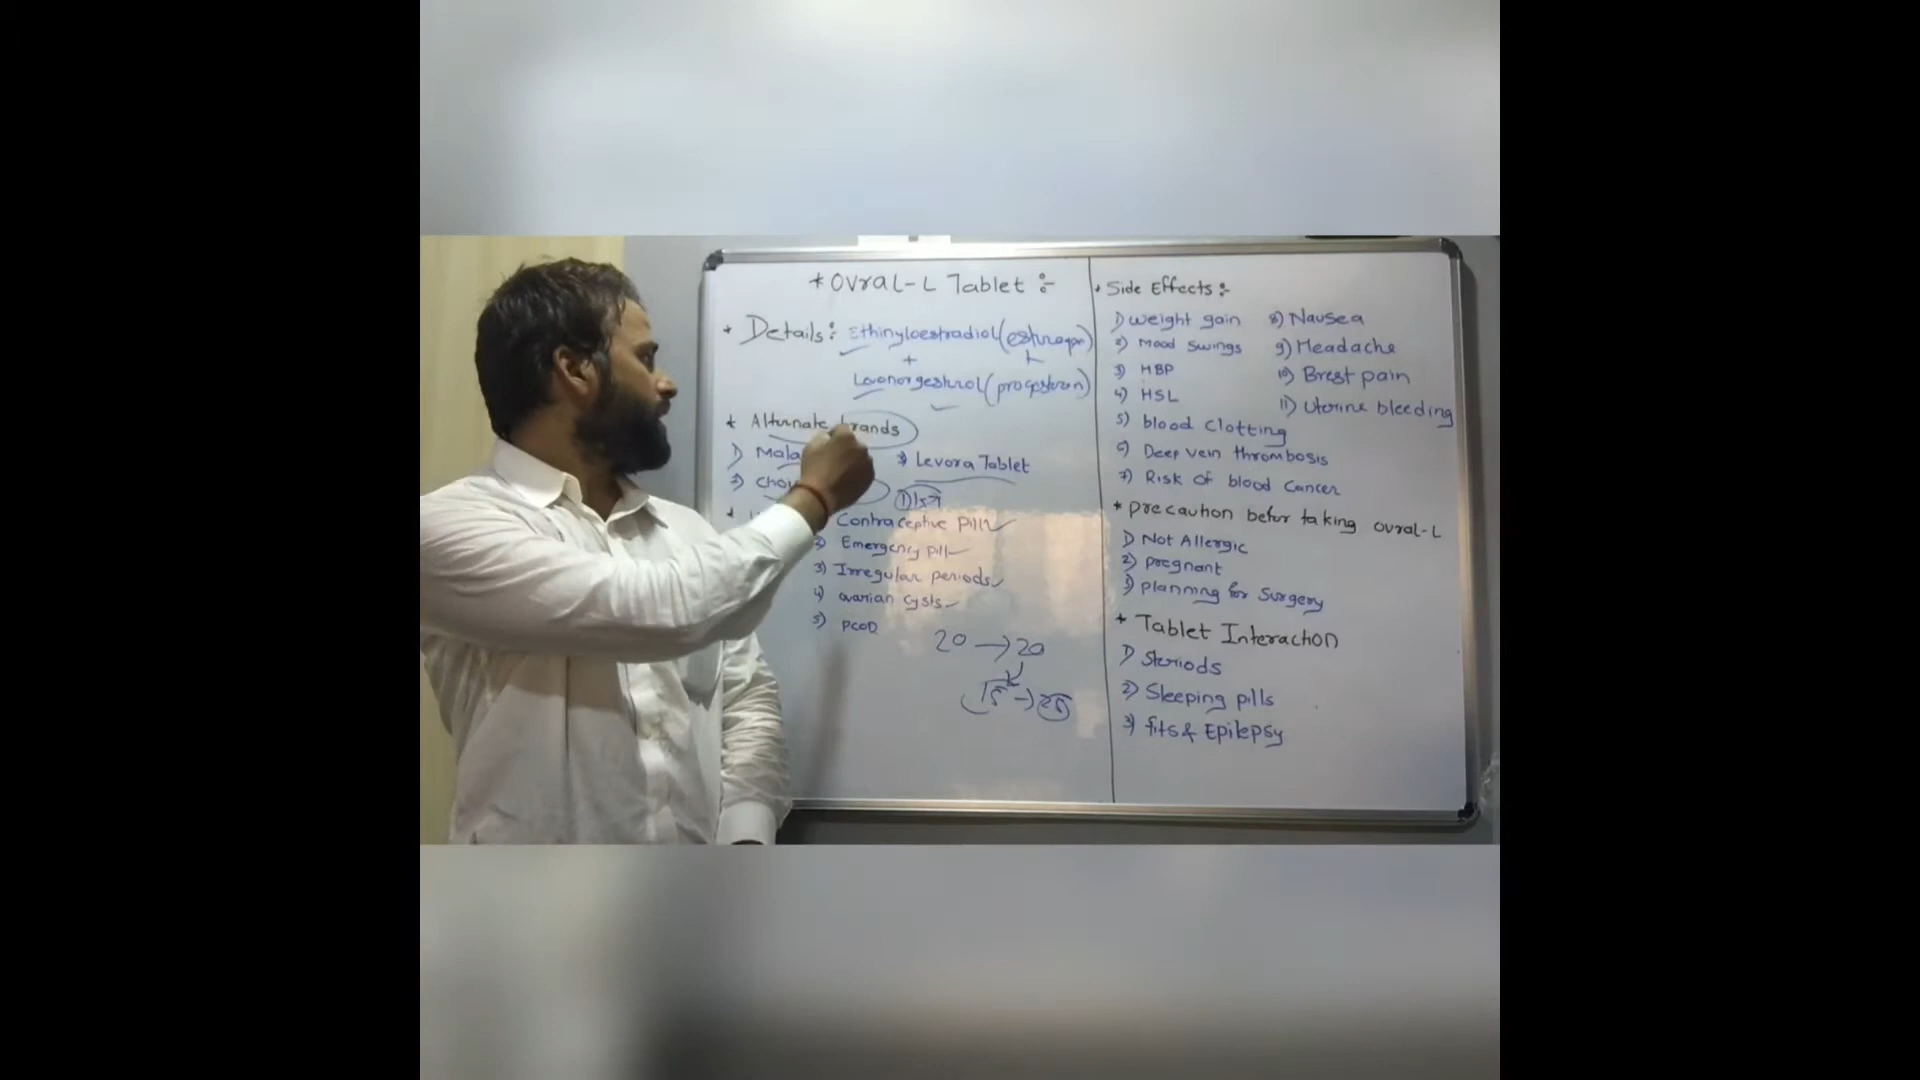 * Ovral-L Tablet :-
* Details: Ethinyloestradiol (estrogen)
+
Levonorgestrol (progesteron)
* Alternate brands
1) Mala
2) Choi
3) Levora Tablet
1) 1st
Contraceptive Pills
2) Emergency pill
3) Irregular periods
4) ovarian cysts
5) PCOD
20 → 20
15 →
* Side Effects :-
1) weight gain
2) Mood swings
3) HBP
4) HSL
5) blood clotting
6) Deep vein thrombosis
7) Risk of blood Cancer
8) Nausea
9) Headache
10) Brest pain
11) Uterine bleeding
* precaution befor taking ovral-L
1) Not Allergic
2) pregnant
3) planning for Surgery
* Tablet Interaction
1) Steriods
2) Sleeping pills
3) fits & Epilepsy